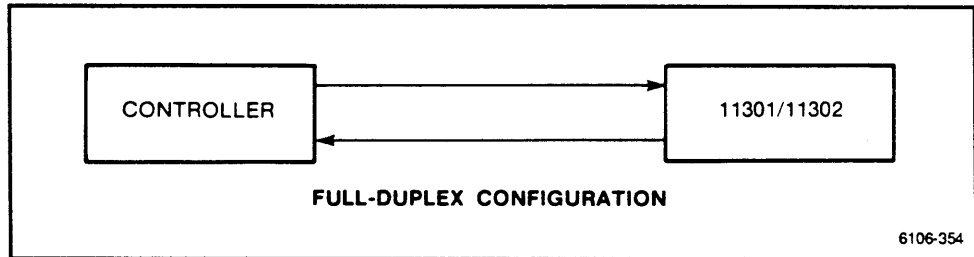 CONTROLLER
11301/11302
FULL-DUPLEX CONFIGURATION
6106-354